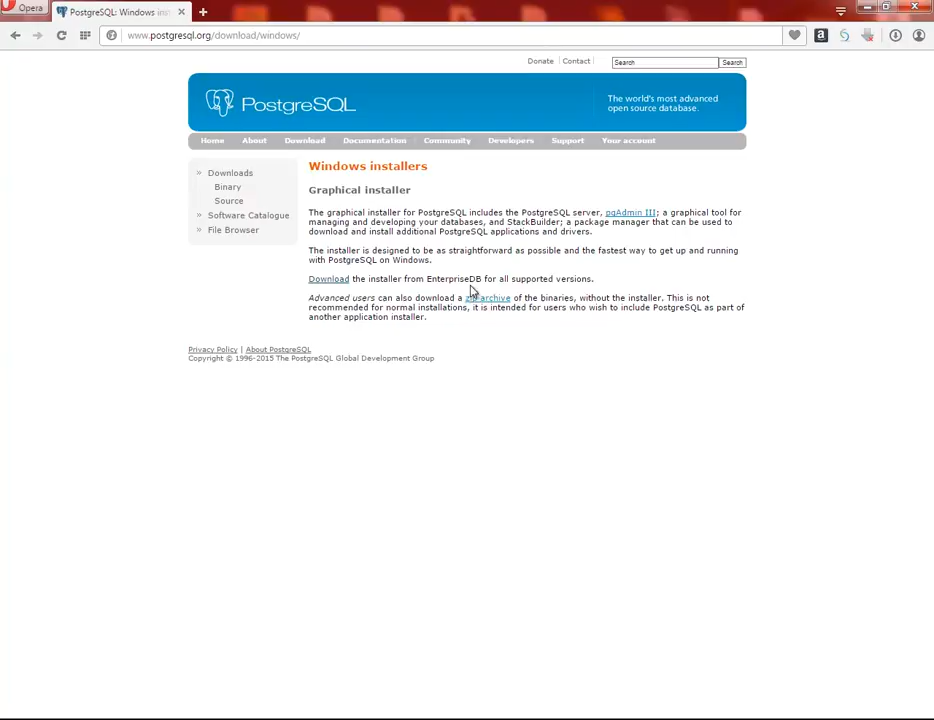 Opera
PostgreSQL: Windows ins
www.postgresql.org/download/windows/
Donate | Contact |
Search
Search
PostgreSQL
The world's most advanced
open source database.
Home About Download Documentation Community Developers Support Your account
» Downloads
Binary
Source
» Software Catalogue
» File Browser
Windows installers
Graphical installer
The graphical installer for PostgreSQL includes the PostgreSQL server, pgAdmin III; a graphical tool for
managing and developing your databases, and StackBuilder; a package manager that can be used to
download and install additional PostgreSQL applications and drivers.
The installer is designed to be as straightforward as possible and the fastest way to get up and running
with PostgreSQL on Windows.
Download the installer from EnterpriseDB for all supported versions.
Advanced users can also download a zip archive of the binaries, without the installer. This is not
recommended for normal installations, it is intended for users who wish to include PostgreSQL as part of
another application installer.
Privacy Policy | About PostgreSQL
Copyright © 1996-2015 The PostgreSQL Global Development Group